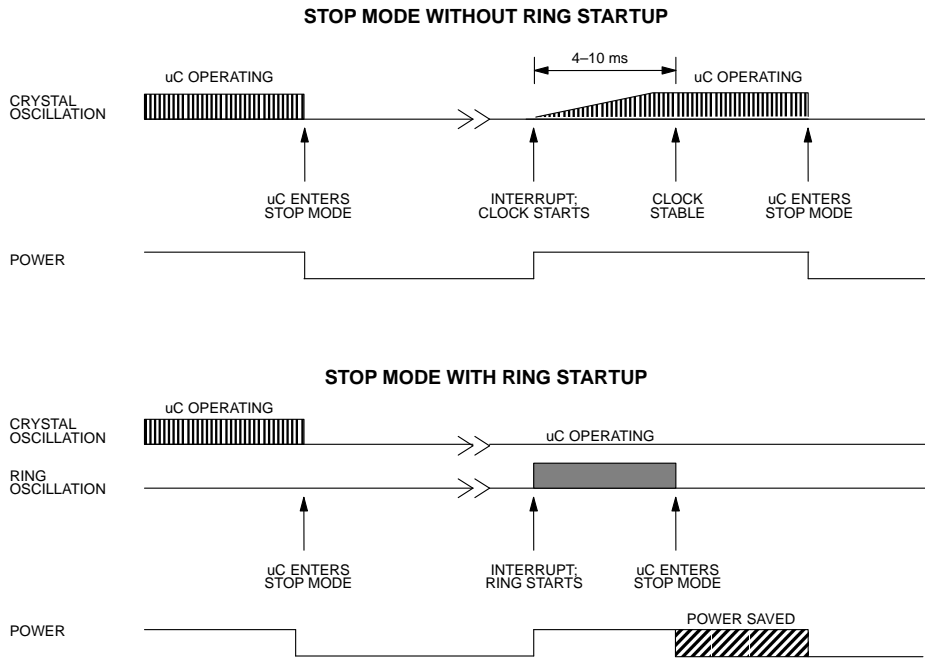 STOP MODE WITHOUT RING STARTUP
4–10 ms
uC OPERATING
uC OPERATING
CRYSTAL
OSCILLATION
uC ENTERS
STOP MODE
INTERRUPT;
CLOCK STARTS
CLOCK
STABLE
uC ENTERS
STOP MODE
POWER
STOP MODE WITH RING STARTUP
uC OPERATING
CRYSTAL
OSCILLATION
uC OPERATING
RING
OSCILLATION
uC ENTERS
STOP MODE
INTERRUPT;
RING STARTS
uC ENTERS
STOP MODE
POWER SAVED
POWER